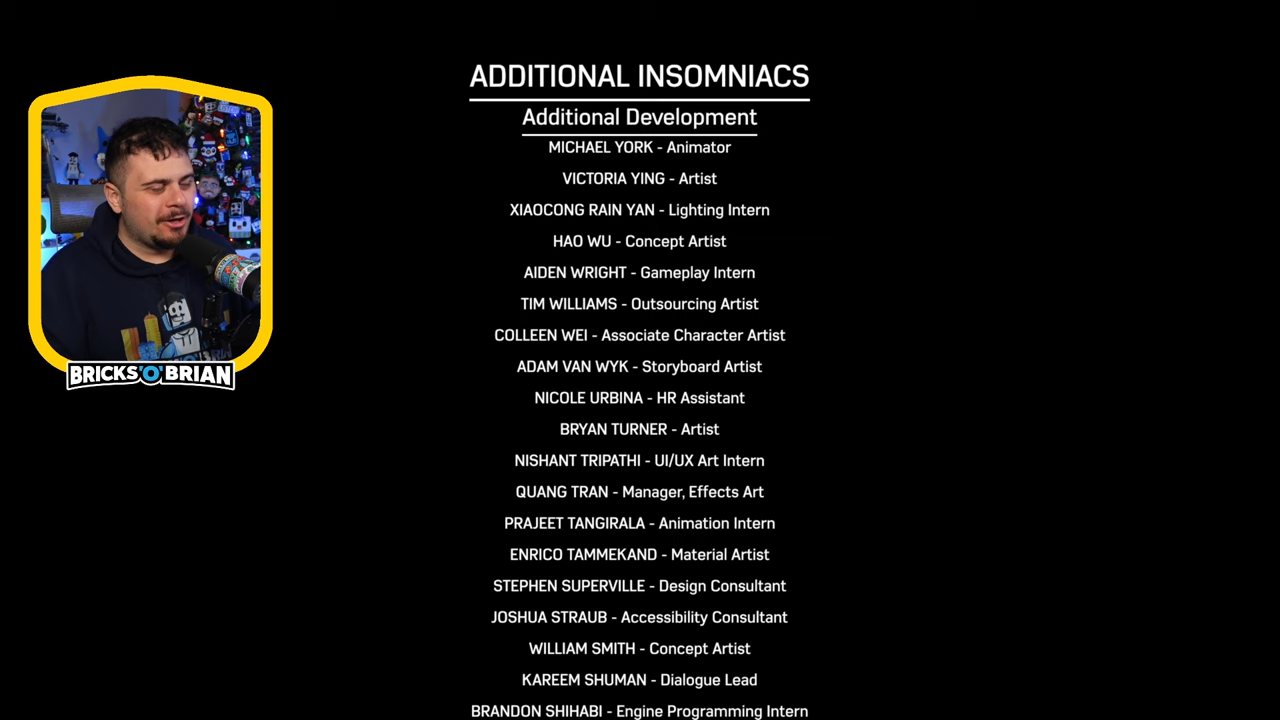 ADDITIONAL INSOMNIACS
Additional Development
MICHAEL YORK - Animator
VICTORIA YING - Artist
XIAOCONG RAIN YAN - Lighting Intern
HAO WU - Concept Artist
AIDEN WRIGHT - Gameplay Intern
TIM WILLIAMS - Outsourcing Artist
COLLEEN WEI - Associate Character Artist
ADAM VAN WYK - Storyboard Artist
NICOLE URBINA - HR Assistant
BRYAN TURNER - Artist
NISHANT TRIPATHI - UI/UX Art Intern
QUANG TRAN - Manager, Effects Art
PRAJEET TANGIRALA - Animation Intern
ENRICO TAMMEKAND - Material Artist
STEPHEN SUPERVILLE - Design Consultant
JOSHUA STRAUB - Accessibility Consultant
WILLIAM SMITH - Concept Artist
KAREEM SHUMAN - Dialogue Lead
BRANDON SHIHABI - Engine Programming Intern
BRICKS'O'BRIAN